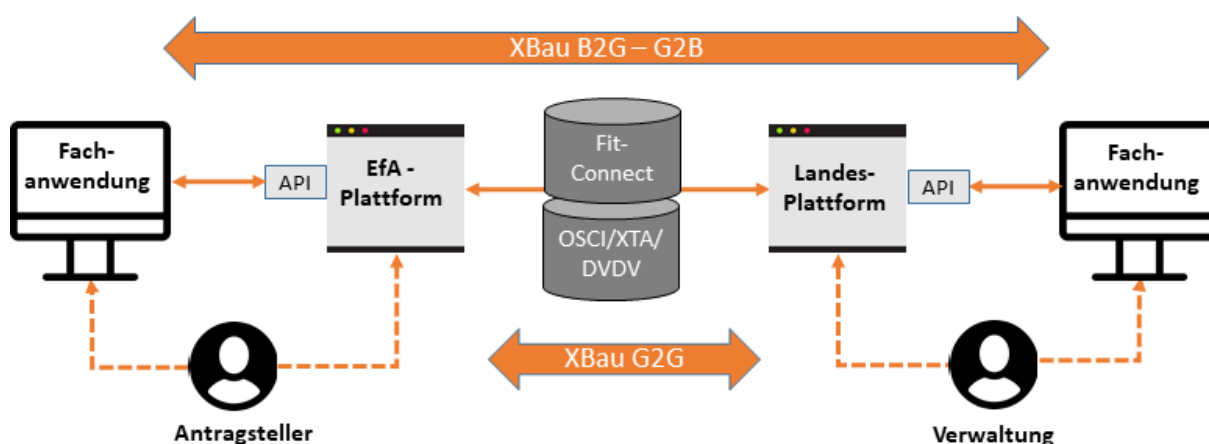 XBau B2G – G2B
Fach-
anwendung
API
EfA -
Plattform
Fit-
Connect
OSCI/XTA/
DVDV
Landes-
Plattform
API
Fach-
anwendung
XBau G2G
Antragsteller
Verwaltung